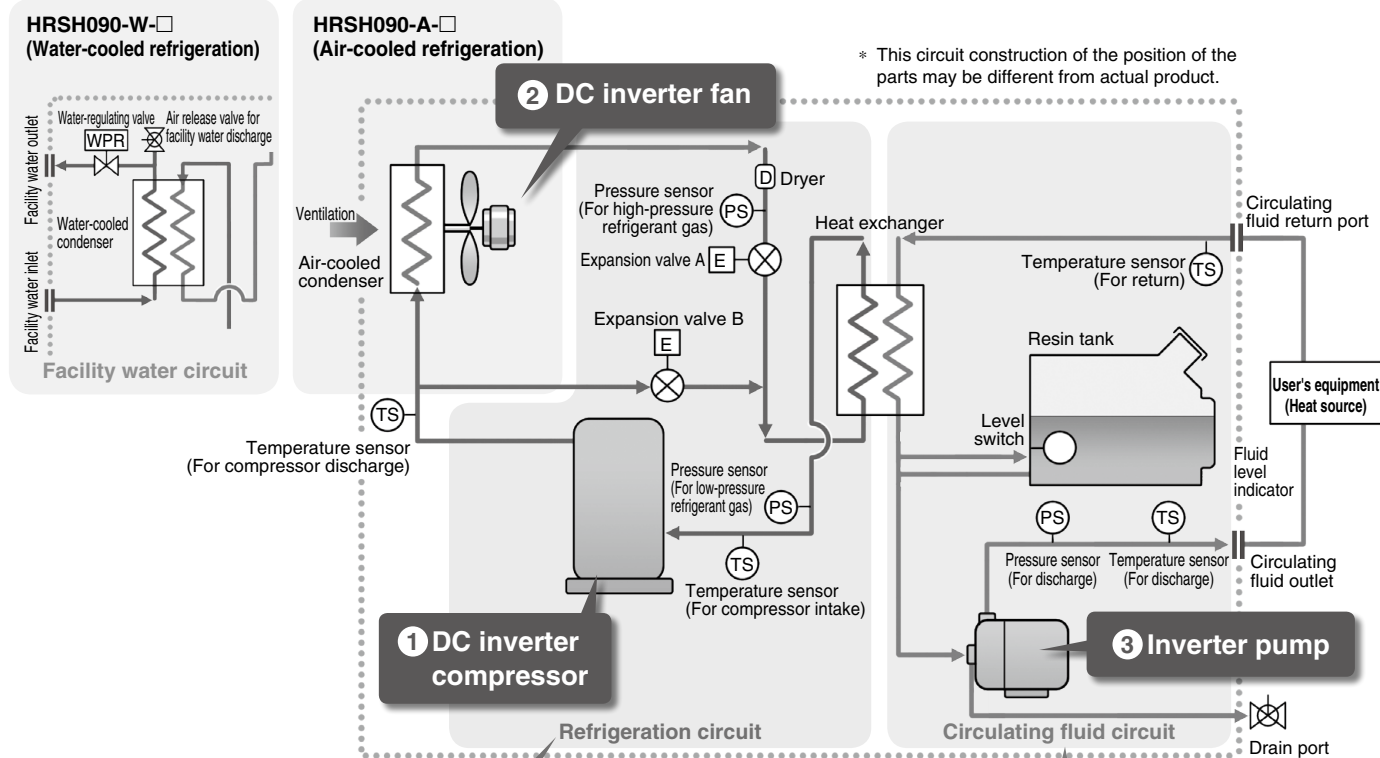 HRSH090-W-□
(Water-cooled refrigeration)
HRSH090-A-□
(Air-cooled refrigeration)
* This circuit construction of the position of the
parts may be different from actual product.
② DC inverter fan
Facility water outlet
Water-regulating valve
WPR
Air release valve for
facility water discharge
Water-cooled
condenser
Facility water inlet
Facility water circuit
Ventilation
Air-cooled
condenser
D Dryer
Pressure sensor
(For high-pressure
refrigerant gas)
PS
Expansion valve A E
Expansion valve B
E
Heat exchanger
Circulating
fluid return port
Temperature sensor
(For return)
TS
Resin tank
Level
switch
User's equipment
(Heat source)
Fluid
level
indicator
TS
Temperature sensor
(For compressor discharge)
Pressure sensor
(For low-pressure
refrigerant gas)
PS
TS
Temperature sensor
(For compressor intake)
PS
Pressure sensor
(For discharge)
TS
Temperature sensor
(For discharge)
Circulating
fluid outlet
① DC inverter
compressor
③ Inverter pump
Refrigeration circuit
Circulating fluid circuit
Drain port